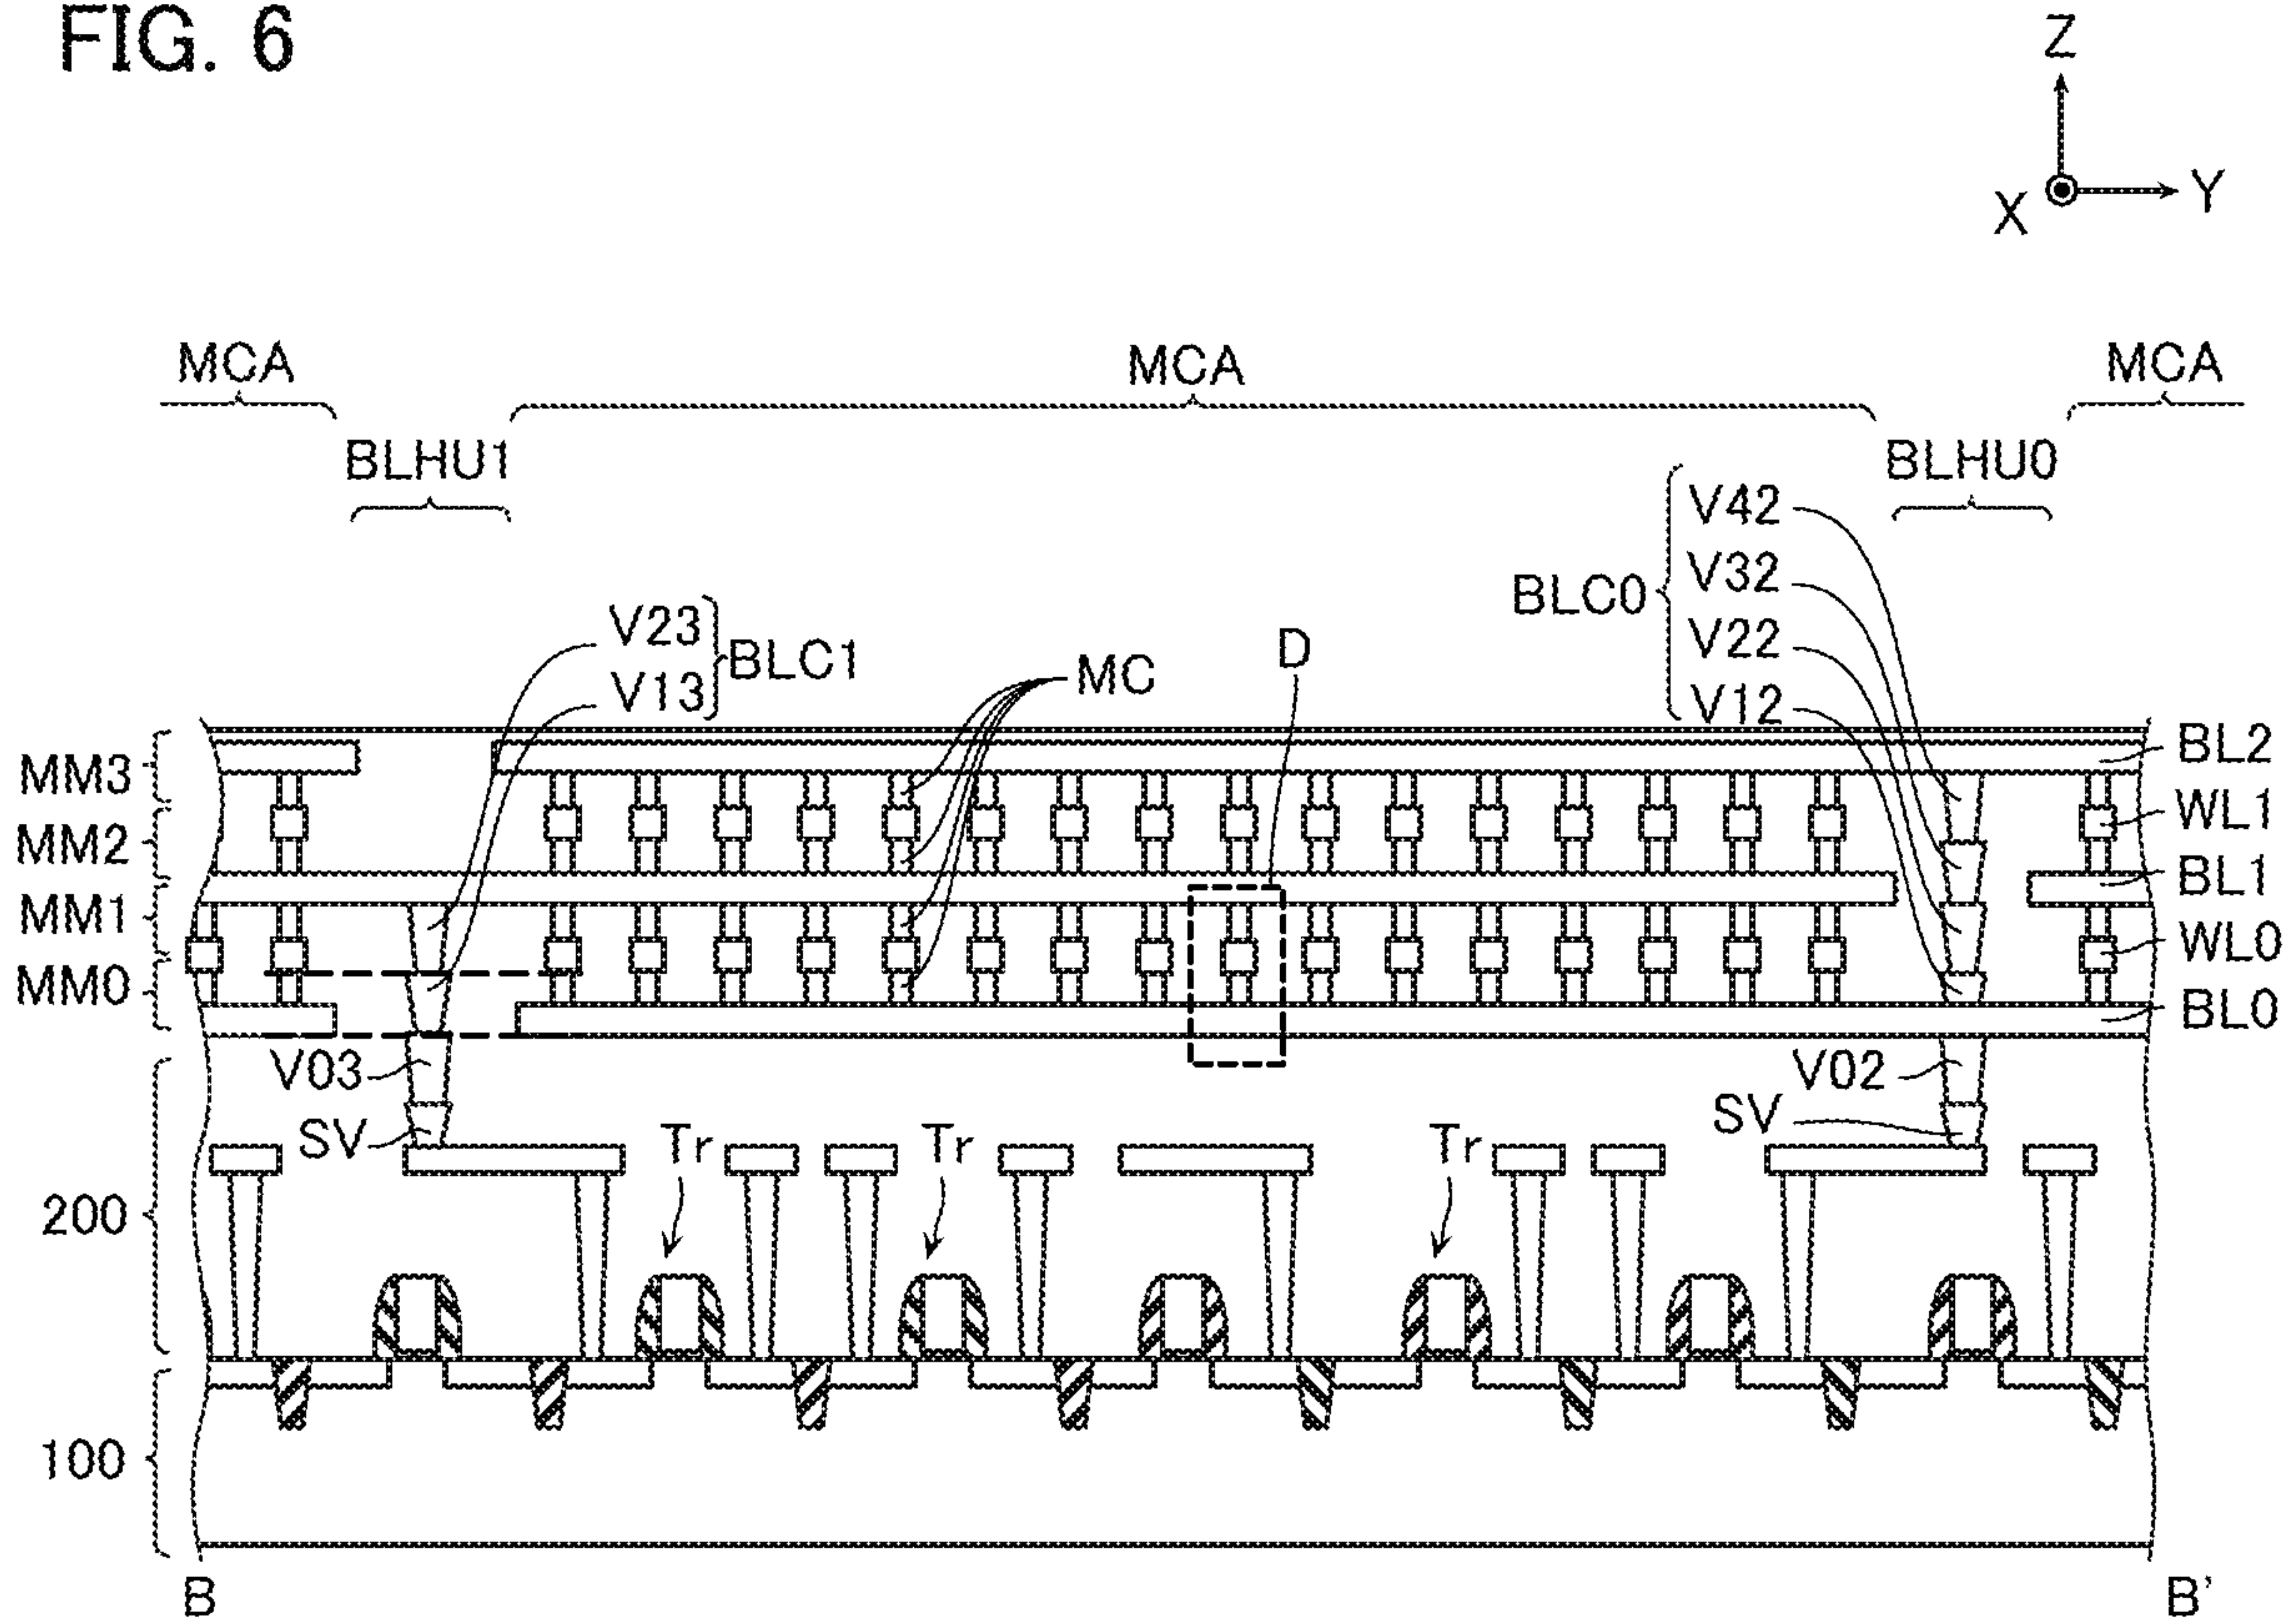 FIG. 6
Z
X Y
MCA MCA MCA
BLHU1 BLHU0
V42
BLC0 V32
V22
V12
V23
BLC1
V13
MC
D
MM3
MM2
MM1
MM0
BL2
WL1
BL1
WL0
BL0
V03 V02
SV SV
Tr Tr Tr
200
100
B B'